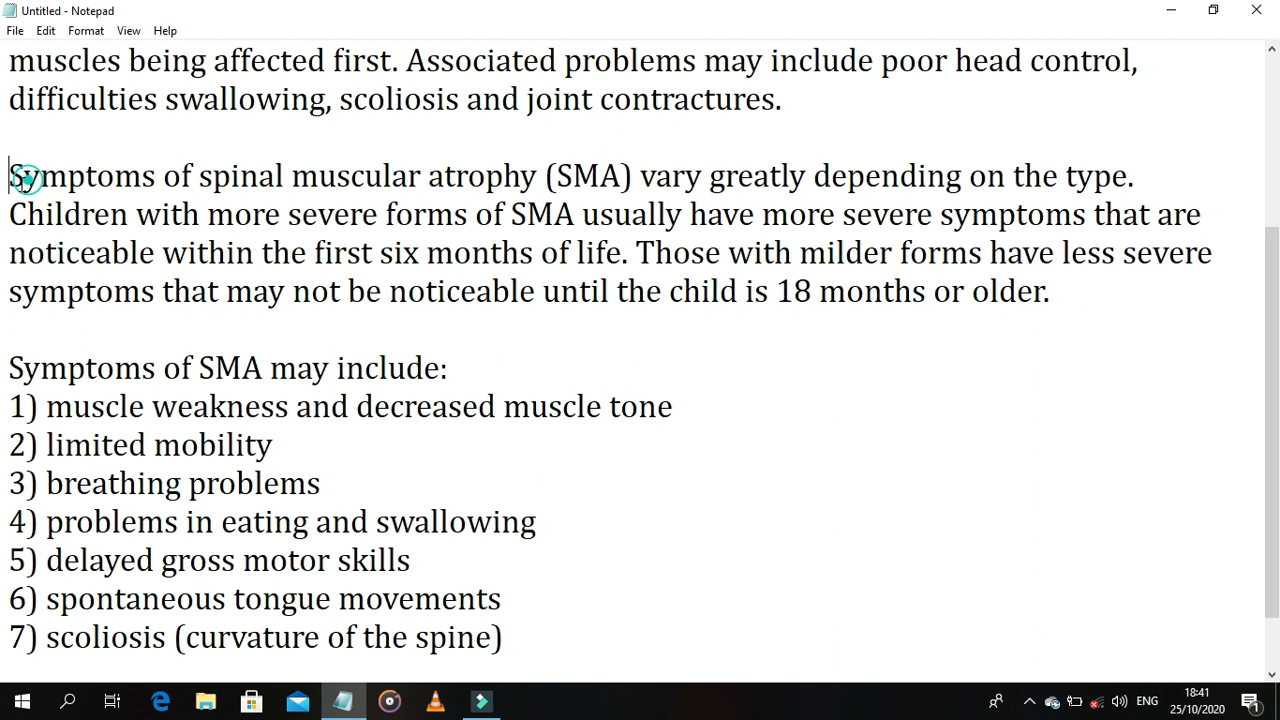 Untitled - Notepad
File Edit Format View Help
muscles being affected first. Associated problems may include poor head control,
difficulties swallowing, scoliosis and joint contractures.
Symptoms of spinal muscular atrophy (SMA) vary greatly depending on the type.
Children with more severe forms of SMA usually have more severe symptoms that are
noticeable within the first six months of life. Those with milder forms have less severe
symptoms that may not be noticeable until the child is 18 months or older.
Symptoms of SMA may include:
1) muscle weakness and decreased muscle tone
2) limited mobility
3) breathing problems
4) problems in eating and swallowing
5) delayed gross motor skills
6) spontaneous tongue movements
7) scoliosis (curvature of the spine)
ENG
18:41
25/10/2020
1